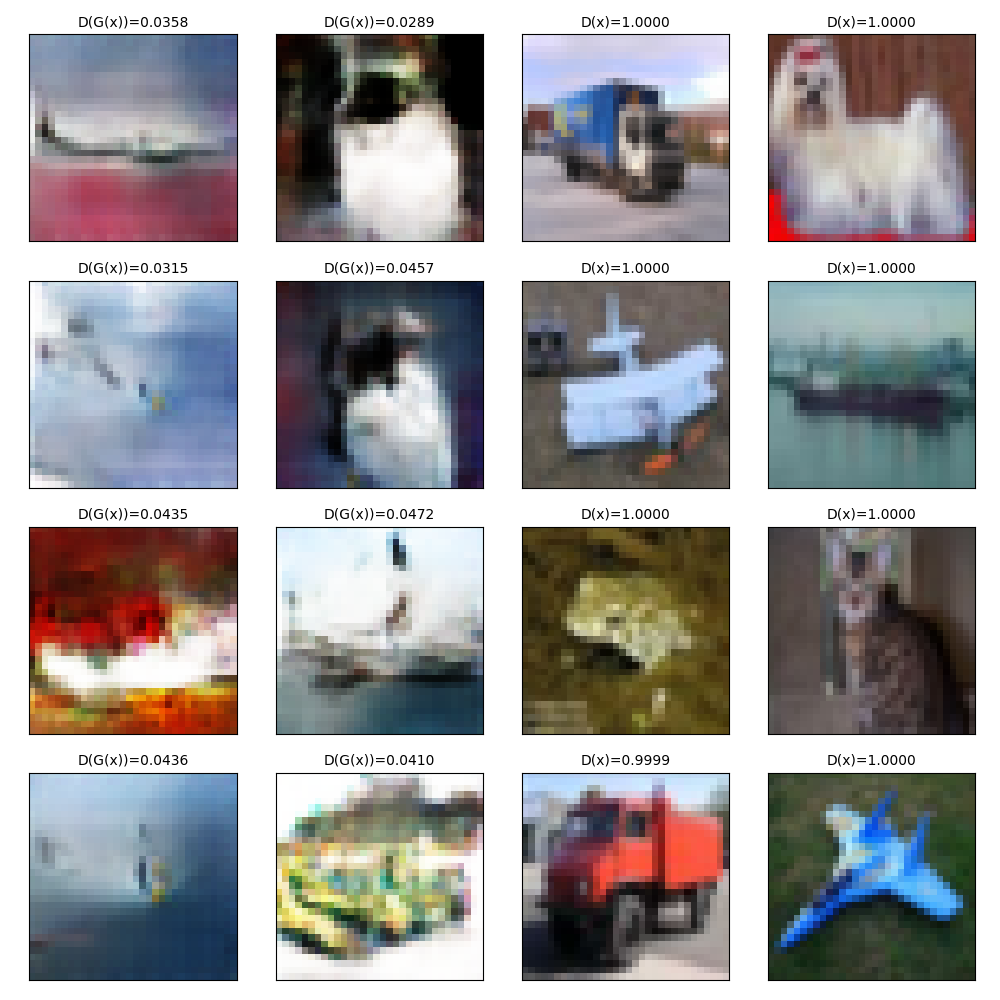 D(G(x))=0.0358
D(G(x))=0.0289
D(x)=1.0000
D(x)=1.0000
D(G(x))=0.0315
D(G(x))=0.0457
D(x)=1.0000
D(x)=1.0000
D(G(x))=0.0435
D(G(x))=0.0472
D(x)=1.0000
D(x)=1.0000
D(G(x))=0.0436
D(G(x))=0.0410
D(x)=0.9999
D(x)=1.0000